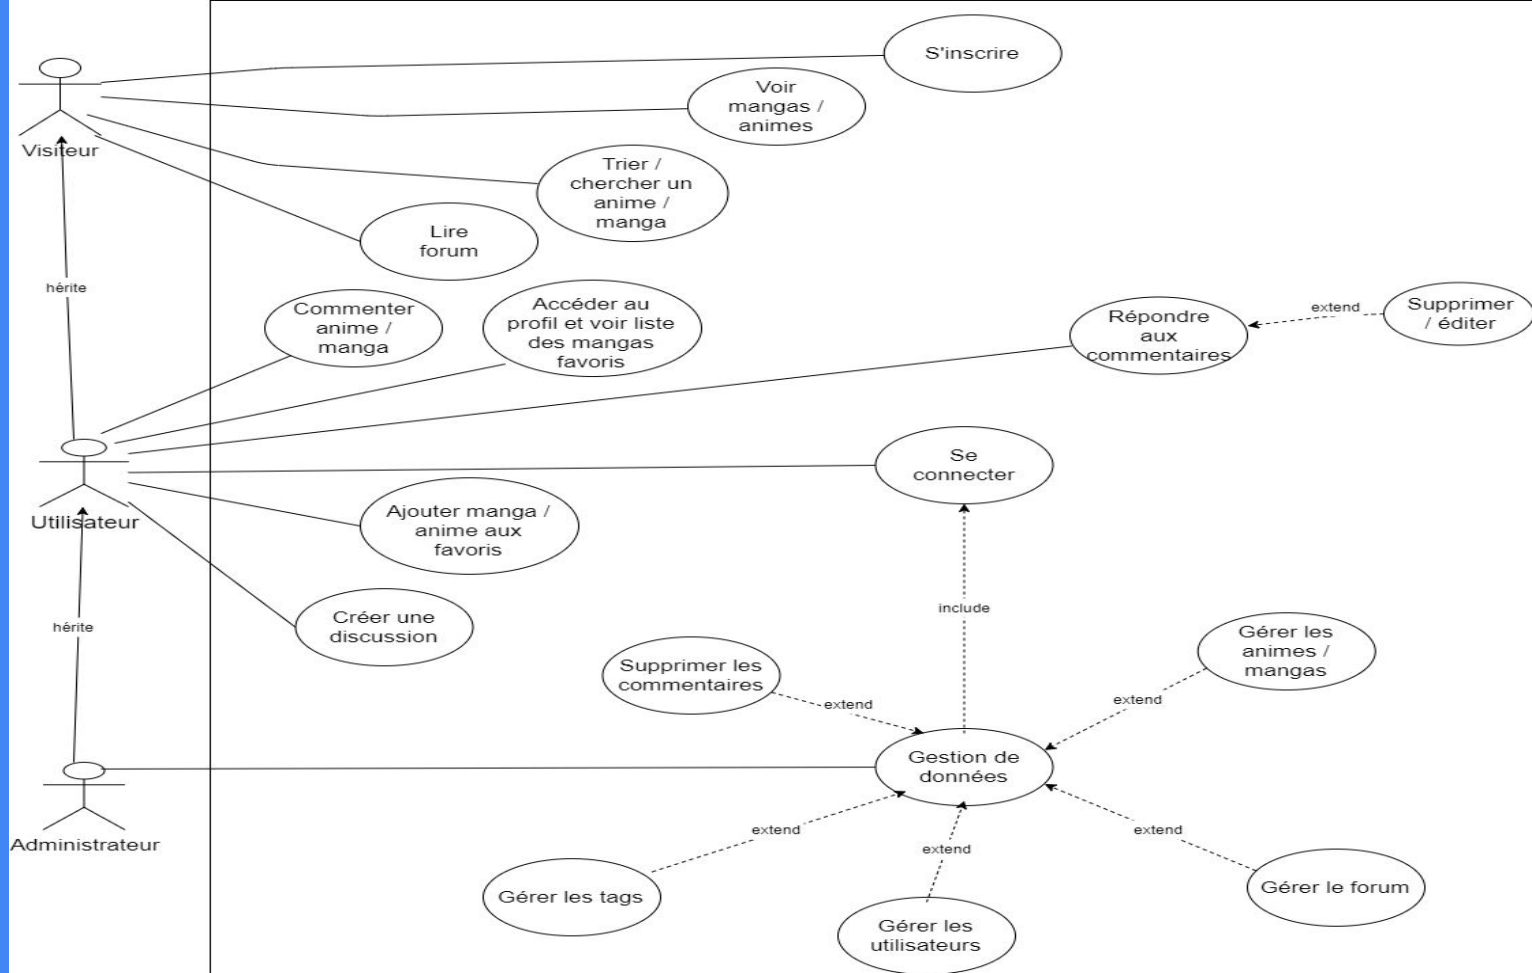 S'inscrire
Voir
mangas /
animes
Visiteur
Trier /
chercher un
anime /
manga
Lire
forum
hérite
Commenter
anime /
manga
Accéder au
profil et voir liste
des mangas
favoris
Répondre
aux
commentaires
extend
Supprimer
/ éditer
Se
connecter
Utilisateur
Ajouter manga /
anime aux
favoris
hérite
Créer une
discussion
include
Supprimer les
commentaires
extend
Gérer les
animes /
mangas
extend
Gestion de
données
Administrateur
extend
extend
extend
Gérer les tags
Gérer les
utilisateurs
Gérer le forum